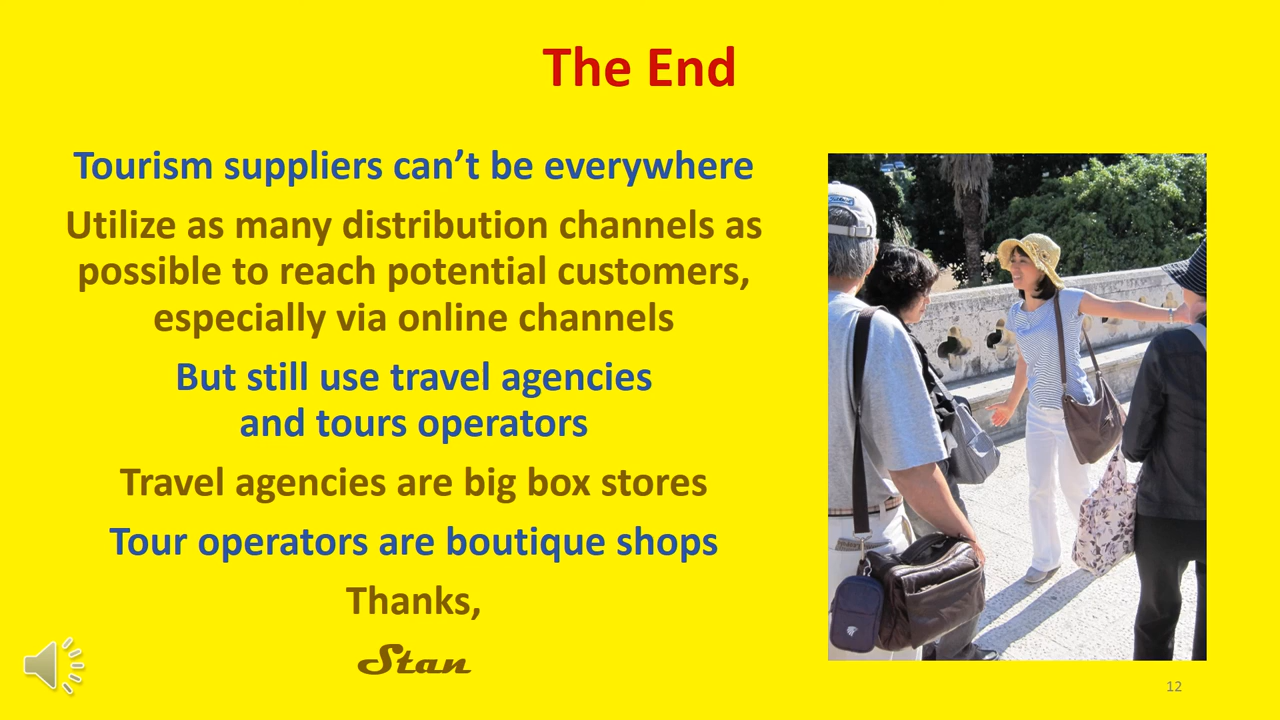 The End
Tourism suppliers can’t be everywhere
Utilize as many distribution channels as
possible to reach potential customers,
especially via online channels
But still use travel agencies
and tours operators
Travel agencies are big box stores
Tour operators are boutique shops
Thanks,
Stan
12